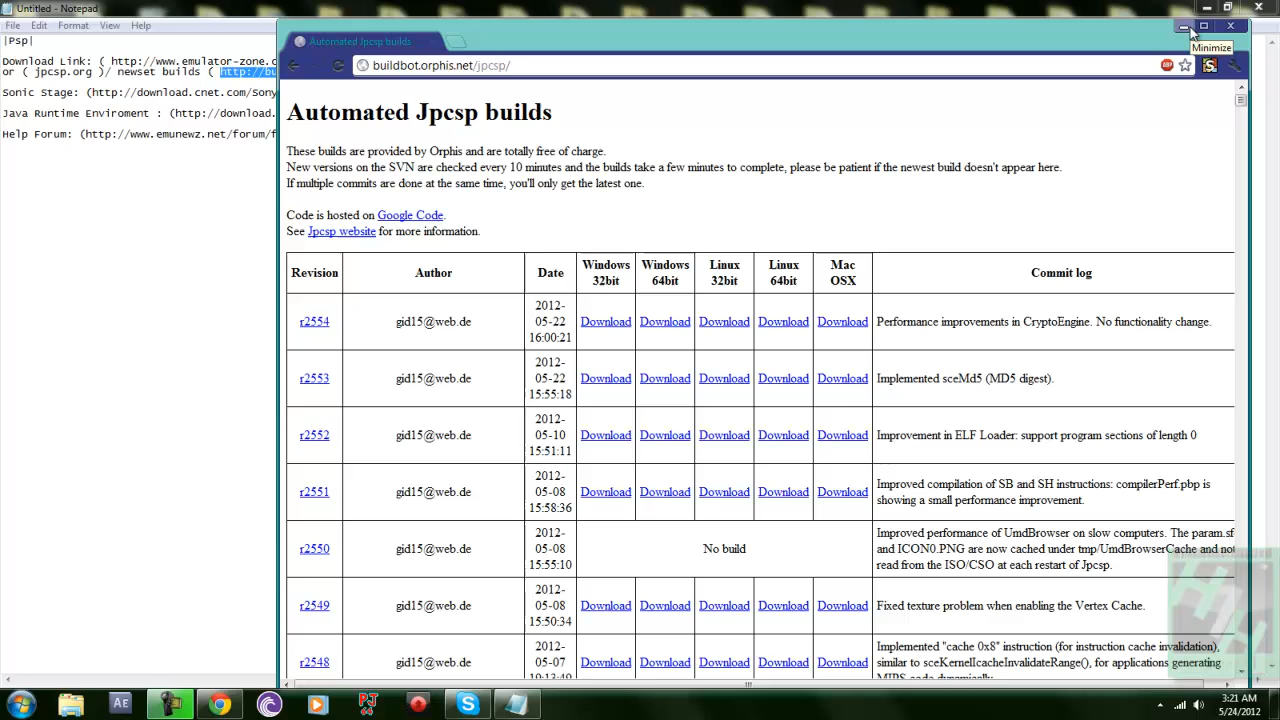 Untitled - Notepad
File Edit Format View Help
|Psp|
Download Link: ( http://www.emulator-zone.c
or ( jpcsp.org )/ newset builds ( http://bu
Sonic Stage: (http://download.cnet.com/Sony
Java Runtime Enviroment : (http://download.
Help Forum: (http://www.emunewz.net/forum/f
Minimize
Automated Jpcsp builds
buildbot.orphis.net/jpcsp/
ABP
Automated Jpcsp builds
These builds are provided by Orphis and are totally free of charge.
New versions on the SVN are checked every 10 minutes and the builds take a few minutes to complete, please be patient if the newest build doesn't appear here.
If multiple commits are done at the same time, you'll only get the latest one.
Code is hosted on Google Code.
See Jpcsp website for more information.
Revision Author Date Windows 32bit Windows 64bit Linux 32bit Linux 64bit Mac OSX Commit log
r2554 gid15@web.de 2012-05-22 16:00:21 Download Download Download Download Download Performance improvements in CryptoEngine. No functionality change.
r2553 gid15@web.de 2012-05-22 15:55:18 Download Download Download Download Download Implemented sceMd5 (MD5 digest).
r2552 gid15@web.de 2012-05-10 15:51:11 Download Download Download Download Download Improvement in ELF Loader: support program sections of length 0
r2551 gid15@web.de 2012-05-08 15:58:36 Download Download Download Download Download Improved compilation of SB and SH instructions: compilerPerf.pbp is
showing a small performance improvement.
r2550 gid15@web.de 2012-05-08 15:55:10 No build Improved performance of UmdBrowser on slow computers. The param.sf
and ICON0.PNG are now cached under tmp/UmdBrowserCache and not
read from the ISO/CSO at each restart of Jpcsp.
r2549 gid15@web.de 2012-05-08 15:50:34 Download Download Download Download Download Fixed texture problem when enabling the Vertex Cache.
r2548 gid15@web.de 2012-05-07 19:13:49 Download Download Download Download Download Implemented "cache 0x8" instruction (for instruction cache invalidation),
similar to sceKernelIcacheInvalidateRange(), for applications generating
MIPS code dynamically.
Ae
PJ
64
S
3:21 AM
5/24/2012